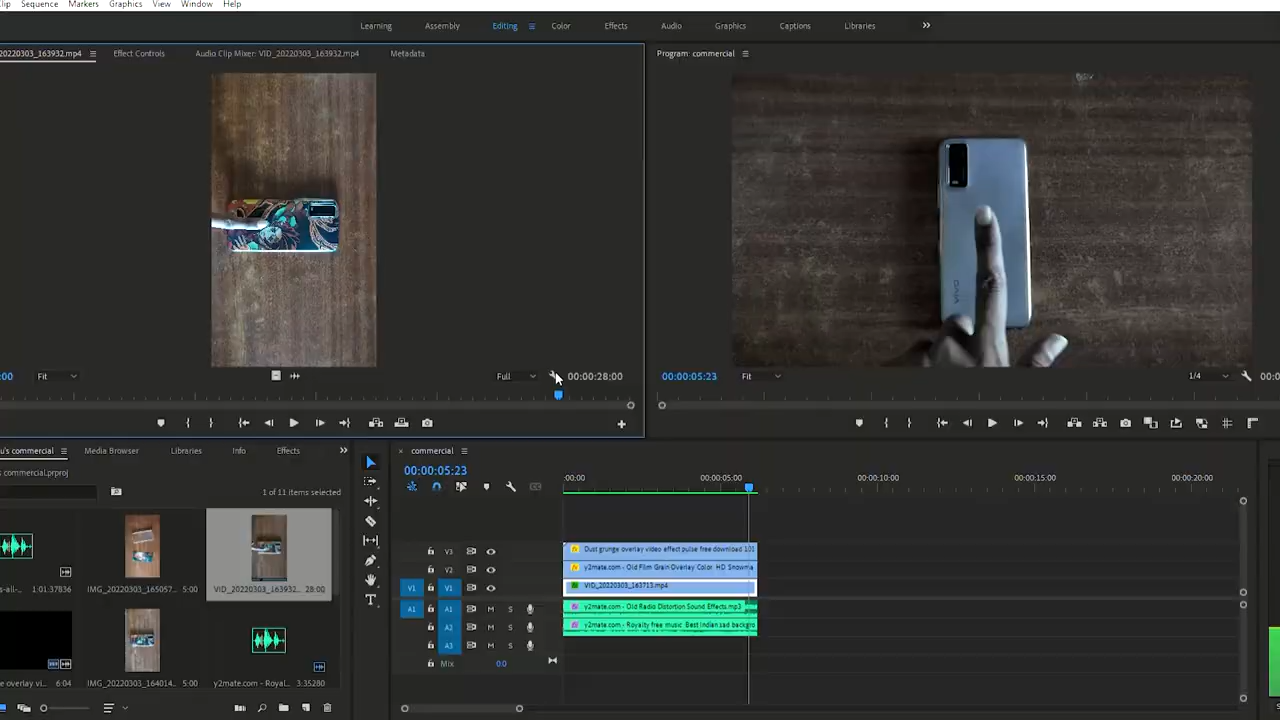 Clip Sequence Markers Graphics View Window Help
Learning Assembly Editing Color Effects Audio Graphics Captions Libraries
20220303_163932.mp4 Effect Controls Audio Clip Mixer: VID_20220303_163932.mp4 Metadata
Program: commercial
vivo
:00 Fit Full 00:00:28:00
00:00:05:23 Fit 1/4 00:0
u's commercial Media Browser Libraries Info Effects
commercial.prproj
1 of 11 items selected
s-ail-... 1:01.37836 IMG_20220303_165057... 5:00 VID_20220303_163932... 28:00
e overlay vi... 6:04 IMG_20220303_164014... 5:00 y2mate.com - Royal... 3:35280
commercial
00:00:05:23
:00:00 00:00:05:00 00:00:10:00 00:00:15:00 00:00:20:00
V3 Dust grunge overlay video effect pulse free download 101
V2 y2mate.com - Old Film Grain Overlay Color HD Snowma
V1 V1 VID_20220303_163713.mp4
A1 A1 M S y2mate.com - Old Radio Distortion Sound Effects.mp3
A2 M S y2mate.com - Royalty free music Best Indian sad backgro
A3 M S
Mix 0.0